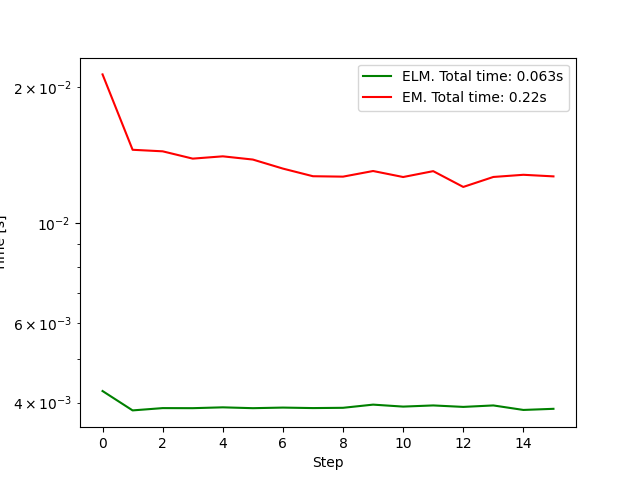 ELM. Total time: 0.063s
EM. Total time: 0.22s
2 × 10⁻²
10⁻²
6 × 10⁻³
4 × 10⁻³
[s]
0 2 4 6 8 10 12 14
Step